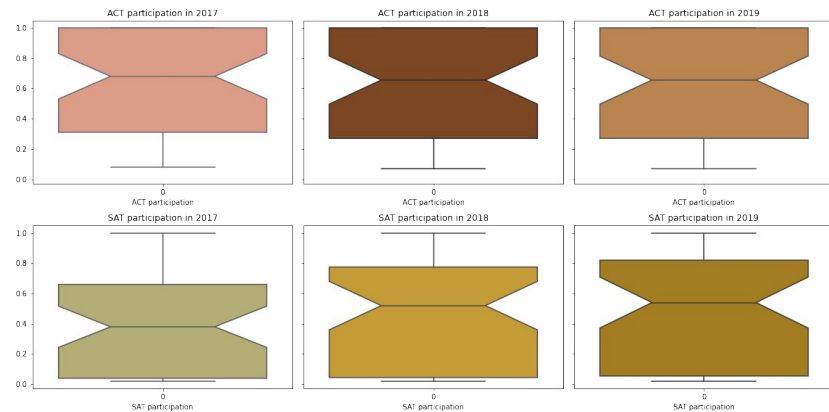 ACT participation in 2017
ACT participation in 2018
ACT participation in 2019
1.0
0.8
0.6
0.4
0.2
0.0
0
0
0
ACT participation
ACT participation
ACT participation
SAT participation in 2017
SAT participation in 2018
SAT participation in 2019
1.0
0.8
0.6
0.4
0.2
0.0
0
0
0
SAT participation
SAT participation
SAT participation